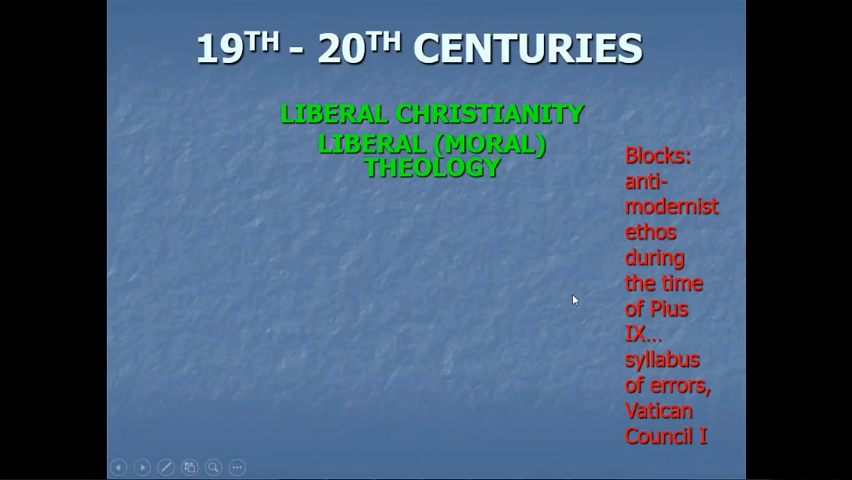 19TH - 20TH CENTURIES
LIBERAL CHRISTIANITY
LIBERAL (MORAL)
THEOLOGY
Blocks:
anti-
modernist
ethos
during
the time
of Pius
IX...
syllabus
of errors,
Vatican
Council I